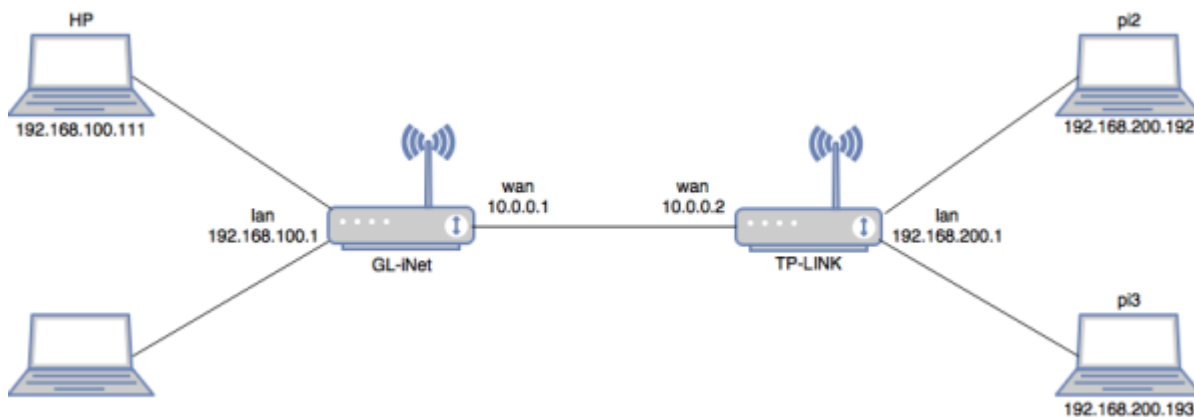 HP
192.168.100.111
lan
192.168.100.1
GL-iNet
wan
10.0.0.1
wan
10.0.0.2
TP-LINK
lan
192.168.200.1
pi2
192.168.200.192
pi3
192.168.200.193